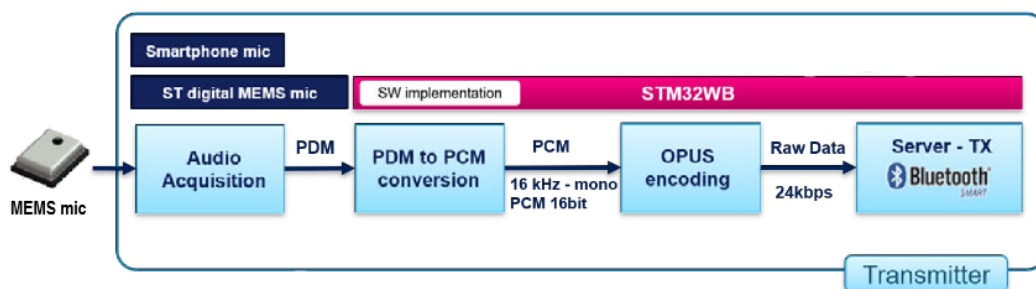 Smartphone mic
ST digital MEMS mic
SW implementation
STM32WB
MEMS mic
Audio
Acquisition
PDM
PDM to PCM
conversion
PCM
16 kHz - mono
PCM 16bit
OPUS
encoding
Raw Data
24kbps
Server - TX
Bluetooth®
SMART
Transmitter